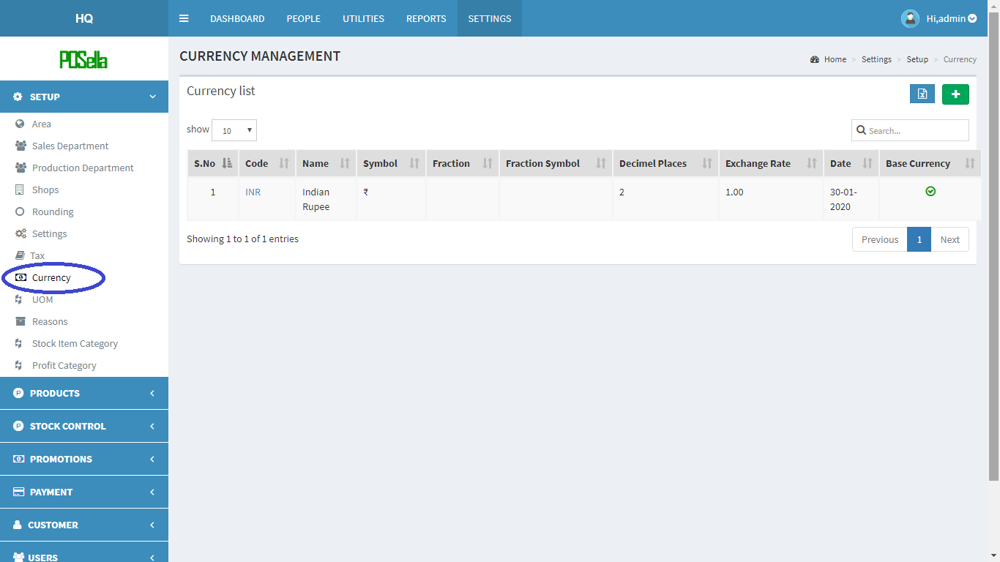 HQ
DASHBOARD PEOPLE UTILITIES REPORTS SETTINGS
Hi,admin
POSella
SETUP
Area
Sales Department
Production Department
Shops
Rounding
Settings
Tax
Currency
UOM
Reasons
Stock Item Category
Profit Category
PRODUCTS
STOCK CONTROL
PROMOTIONS
PAYMENT
CUSTOMER
USERS
CURRENCY MANAGEMENT
Home > Settings > Setup > Currency
Currency list
show 10
Search...
S.No Code Name Symbol Fraction Fraction Symbol Decimel Places Exchange Rate Date Base Currency
1 INR Indian ₹ 2 1.00 30-01-
Rupee 2020
Showing 1 to 1 of 1 entries
Previous 1 Next